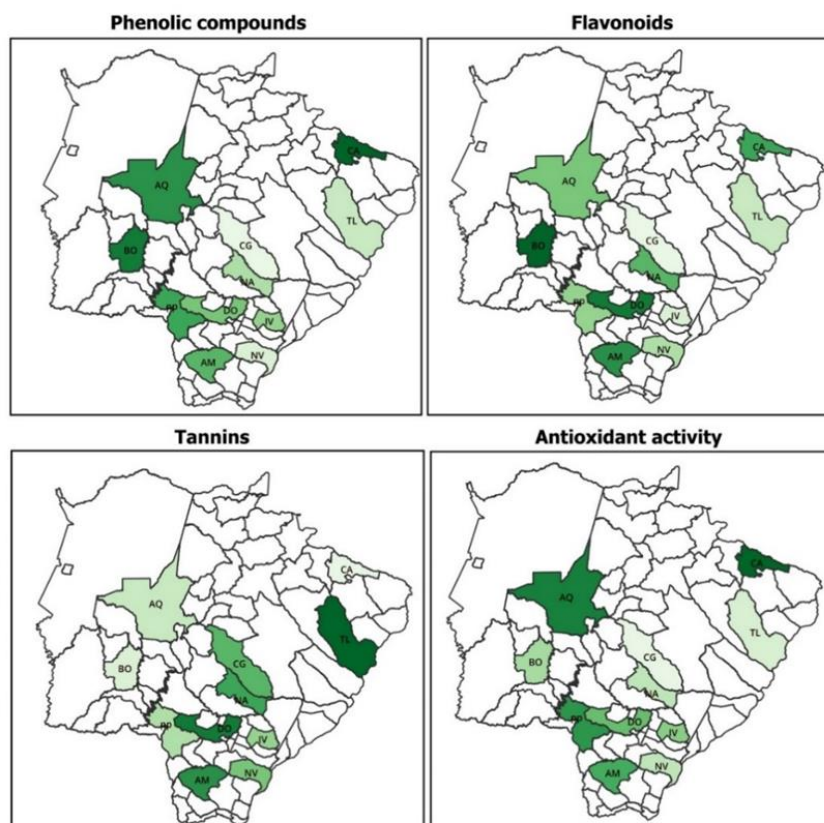 Phenolic compounds
Flavonoids
AQ
CA
TL
BO
CG
NA
PP
DO
IV
AM
NV
AQ
CA
TL
BO
CG
NA
PP
DO
IV
AM
NV
Tannins
Antioxidant activity
AQ
CA
TL
BO
CG
NA
PP
DO
IV
AM
NV
AQ
CA
TL
BO
CG
NA
PP
DO
IV
AM
NV